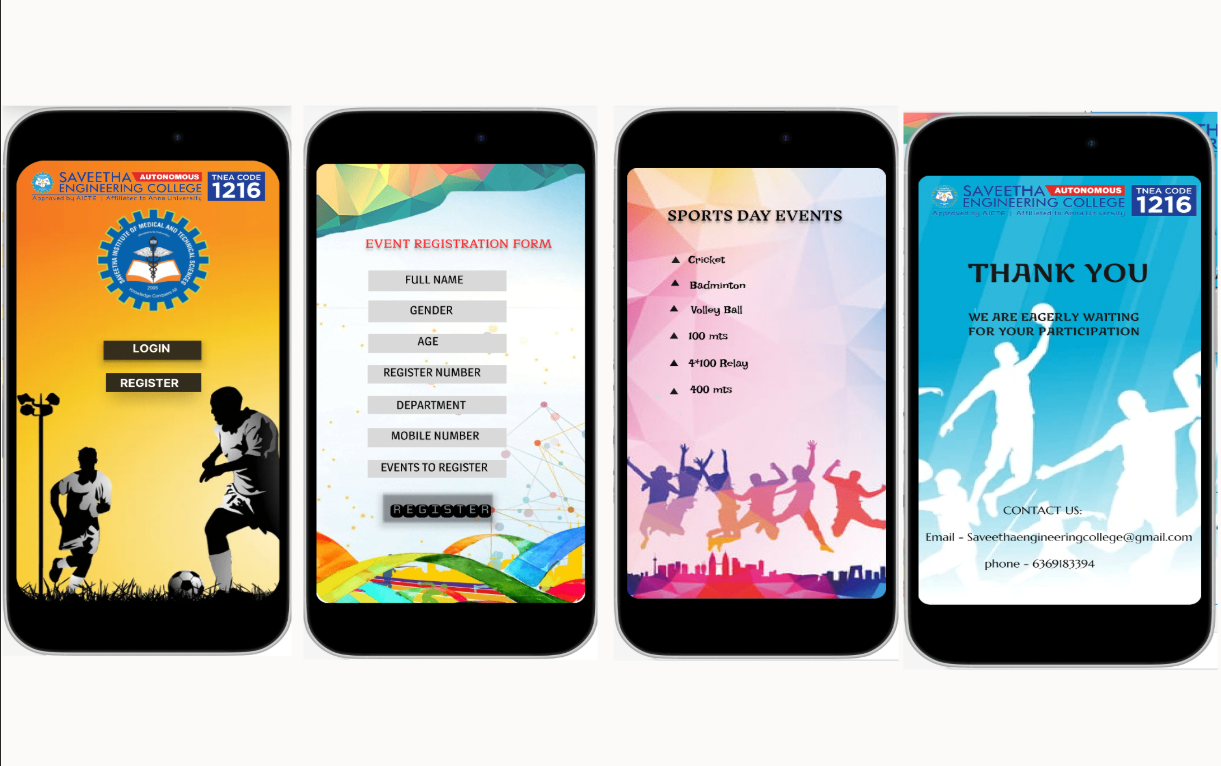 SAVEETHA AUTONOMOUS
ENGINEERING COLLEGE
Approved by AICTE | Affiliated to Anna University
TNEA CODE
1216
SAVEETHA INSTITUTE OF MEDICAL AND TECHNICAL SCIENCES
2005
LOGIN
REGISTER
EVENT REGISTRATION FORM
FULL NAME
GENDER
AGE
REGISTER NUMBER
DEPARTMENT
MOBILE NUMBER
EVENTS TO REGISTER
REGISTER
SPORTS DAY EVENTS
Cricket
Badminton
Volley Ball
100 mts
4*100 Relay
400 mts
SAVEETHA AUTONOMOUS
ENGINEERING COLLEGE
Approved by AICTE | Affiliated to Anna University
TNEA CODE
1216
THANK YOU
WE ARE EAGERLY WAITING
FOR YOUR PARTICIPATION
CONTACT US:
Email - Saveethaengineeringcollege@gmail.com
phone - 6369183394